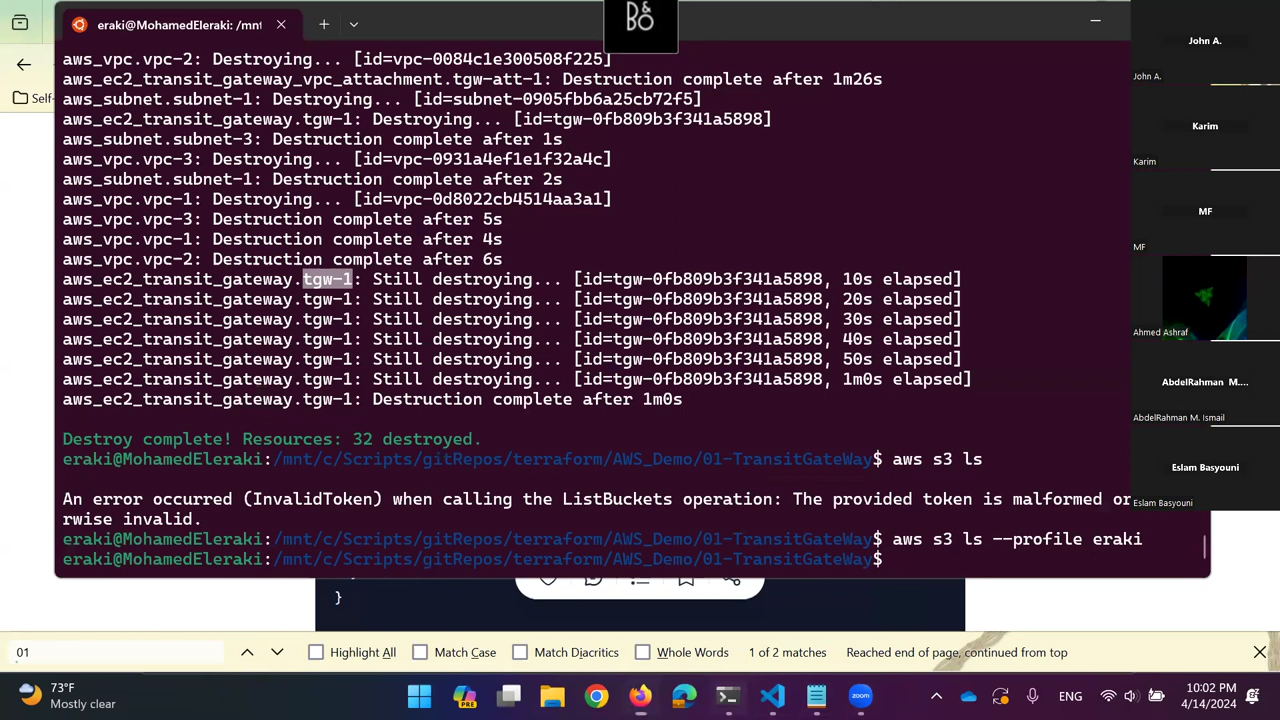 eraki@MohamedEleraki: /mnt
D&
BO
Self-
aws_vpc.vpc-2: Destroying... [id=vpc-0084c1e300508f225]
aws_ec2_transit_gateway_vpc_attachment.tgw-att-1: Destruction complete after 1m26s
aws_subnet.subnet-1: Destroying... [id=subnet-0905fbb6a25cb72f5]
aws_ec2_transit_gateway.tgw-1: Destroying... [id=tgw-0fb809b3f341a5898]
aws_subnet.subnet-3: Destruction complete after 1s
aws_vpc.vpc-3: Destroying... [id=vpc-0931a4ef1e1f32a4c]
aws_subnet.subnet-1: Destruction complete after 2s
aws_vpc.vpc-1: Destroying... [id=vpc-0d8022cb4514aa3a1]
aws_vpc.vpc-3: Destruction complete after 5s
aws_vpc.vpc-1: Destruction complete after 4s
aws_vpc.vpc-2: Destruction complete after 6s
aws_ec2_transit_gateway.tgw-1: Still destroying... [id=tgw-0fb809b3f341a5898, 10s elapsed]
aws_ec2_transit_gateway.tgw-1: Still destroying... [id=tgw-0fb809b3f341a5898, 20s elapsed]
aws_ec2_transit_gateway.tgw-1: Still destroying... [id=tgw-0fb809b3f341a5898, 30s elapsed]
aws_ec2_transit_gateway.tgw-1: Still destroying... [id=tgw-0fb809b3f341a5898, 40s elapsed]
aws_ec2_transit_gateway.tgw-1: Still destroying... [id=tgw-0fb809b3f341a5898, 50s elapsed]
aws_ec2_transit_gateway.tgw-1: Still destroying... [id=tgw-0fb809b3f341a5898, 1m0s elapsed]
aws_ec2_transit_gateway.tgw-1: Destruction complete after 1m0s
Destroy complete! Resources: 32 destroyed.
eraki@MohamedEleraki:/mnt/c/Scripts/gitRepos/terraform/AWS_Demo/01-TransitGateWay$ aws s3 ls
An error occurred (InvalidToken) when calling the ListBuckets operation: The provided token is malformed or
rwise invalid.
eraki@MohamedEleraki:/mnt/c/Scripts/gitRepos/terraform/AWS_Demo/01-TransitGateWay$ aws s3 ls --profile eraki
eraki@MohamedEleraki:/mnt/c/Scripts/gitRepos/terraform/AWS_Demo/01-TransitGateWay$
}
John A.
John A.
Karim
Karim
MF
MF
Ahmed Ashraf
AbdelRahman M....
AbdelRahman M. Ismail
Eslam Basyouni
Eslam Basyouni
01
Highlight All
Match Case
Match Diacritics
Whole Words
1 of 2 matches
Reached end of page, continued from top
73°F
Mostly clear
PRE
zoom
ENG
10:02 PM
4/14/2024